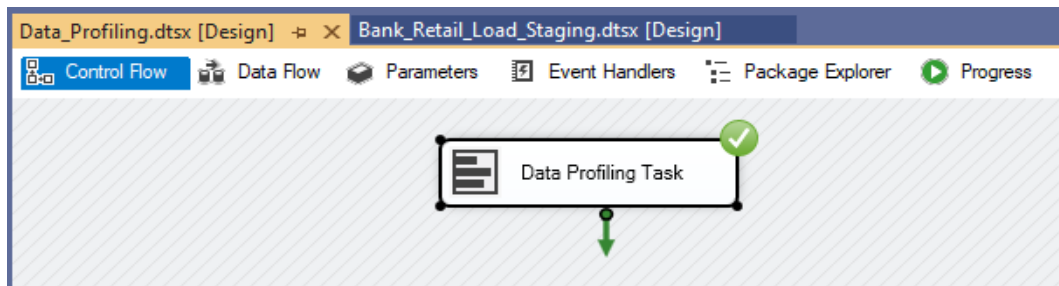 Data_Profiling.dtsx [Design] Bank_Retail_Load_Staging.dtsx [Design]
Control Flow Data Flow Parameters Event Handlers Package Explorer Progress
Data Profiling Task